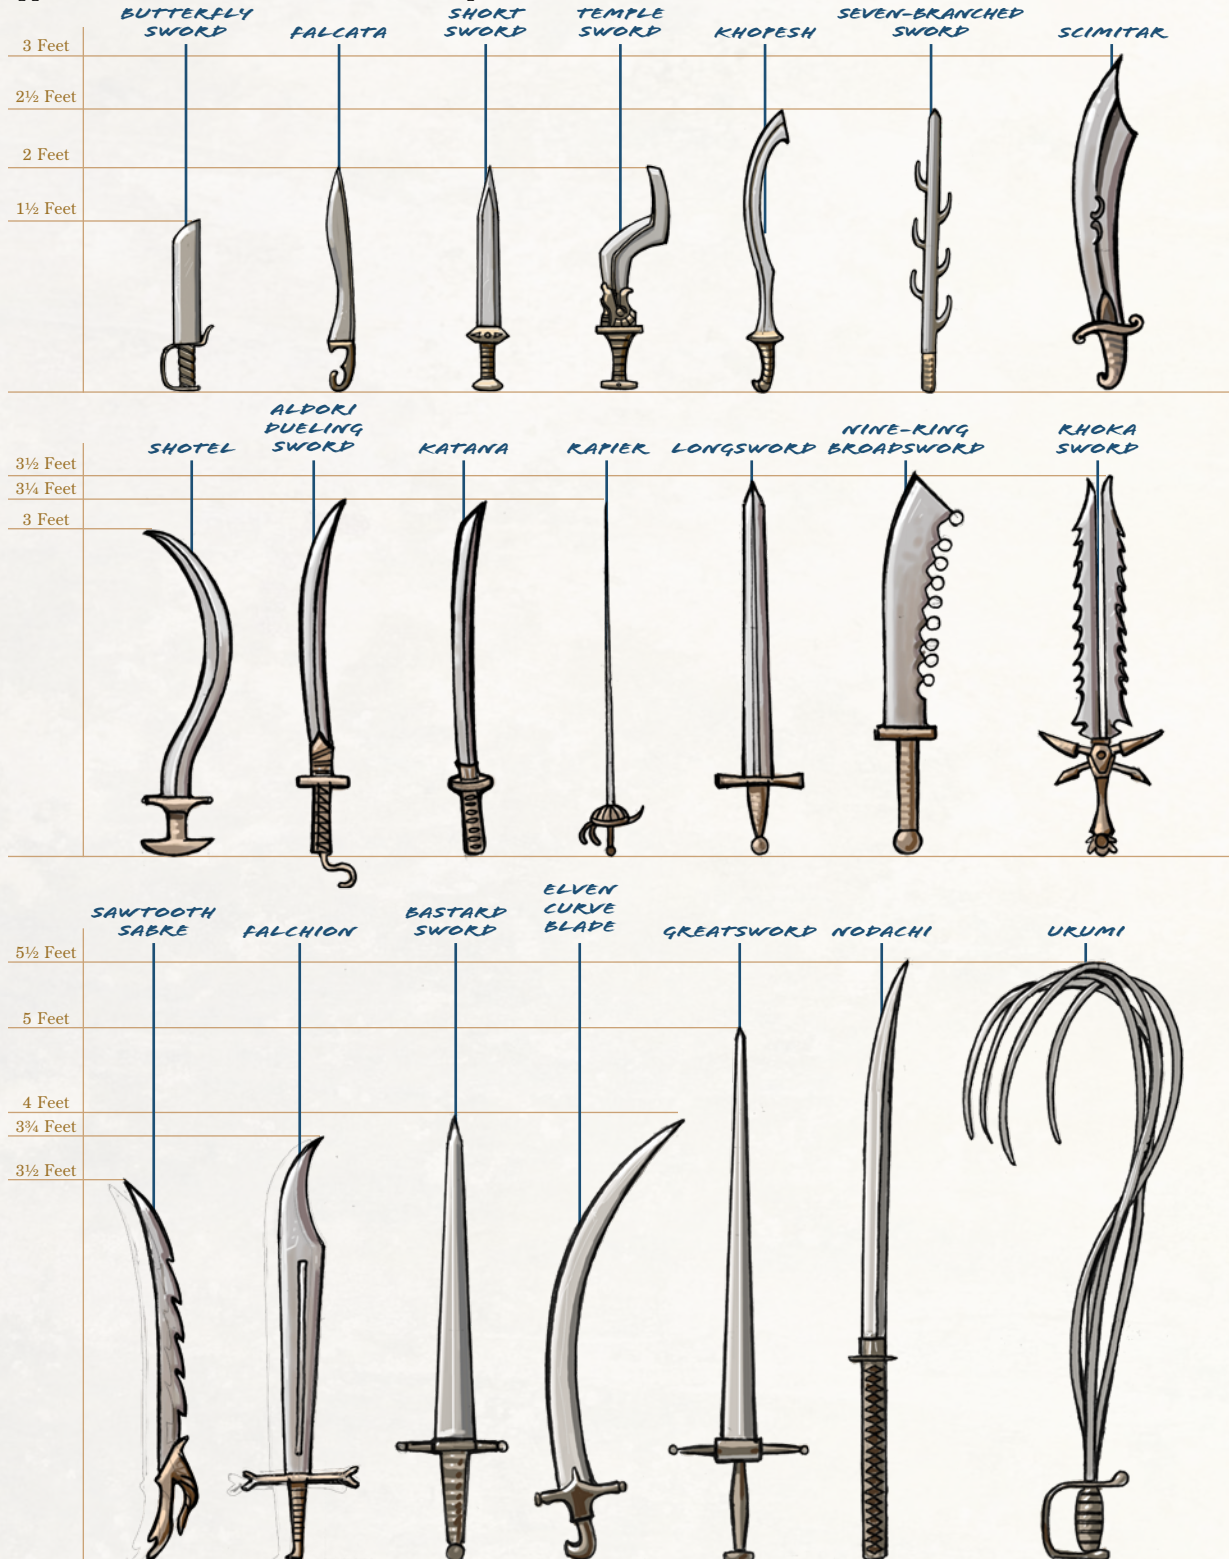 BUTTERFLY
SWORD
FALCATA
SHORT
SWORD
TEMPLE
SWORD
KHOPESH
SEVEN-BRANCHED
SWORD
SCIMITAR
3 Feet
2½ Feet
2 Feet
1½ Feet
SHOTEL
ALDORI
DUELING
SWORD
KATANA
RAPIER
LONGSWORD
NINE-RING
BROADSWORD
RHOKA
SWORD
3½ Feet
3¼ Feet
3 Feet
SAWTOOTH
SABRE
FALCHION
BASTARD
SWORD
ELVEN
CURVE
BLADE
GREATSWORD
NODACHI
URUMI
5½ Feet
5 Feet
4 Feet
3¾ Feet
3½ Feet